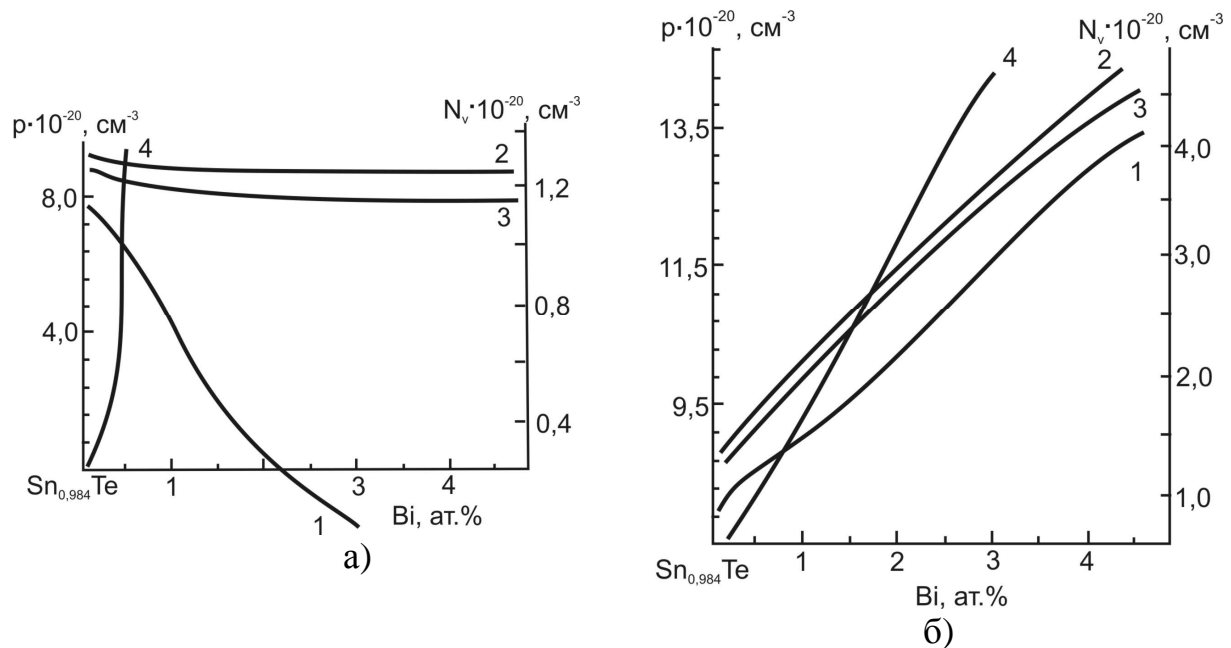 p·10⁻²⁰, см⁻³
Nᵥ·10⁻²⁰, см⁻³
4
2
3
1
8,0
4,0
1,2
0,8
0,4
Sn₀,₉₈₄Te
1
3
4
Bi, ат.%
а)
p·10⁻²⁰, см⁻³
Nᵥ·10⁻²⁰, см⁻³
4
2
3
1
13,5
11,5
9,5
4,0
3,0
2,0
1,0
Sn₀,₉₈₄Te
1
2
3
4
Bi, ат.%
б)